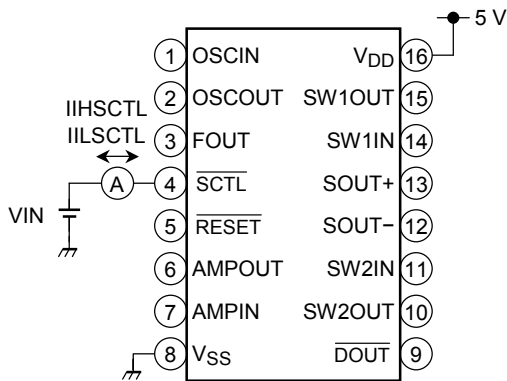 5 V
1 OSCIN VDD 16
2 OSCOUT SW1OUT 15
IIHSCTL
IILSCTL
3 FOUT SW1IN 14
A 4 SCTL SOUT+ 13
VIN
5 RESET SOUT− 12
6 AMPOUT SW2IN 11
7 AMPIN SW2OUT 10
8 VSS DOUT 9